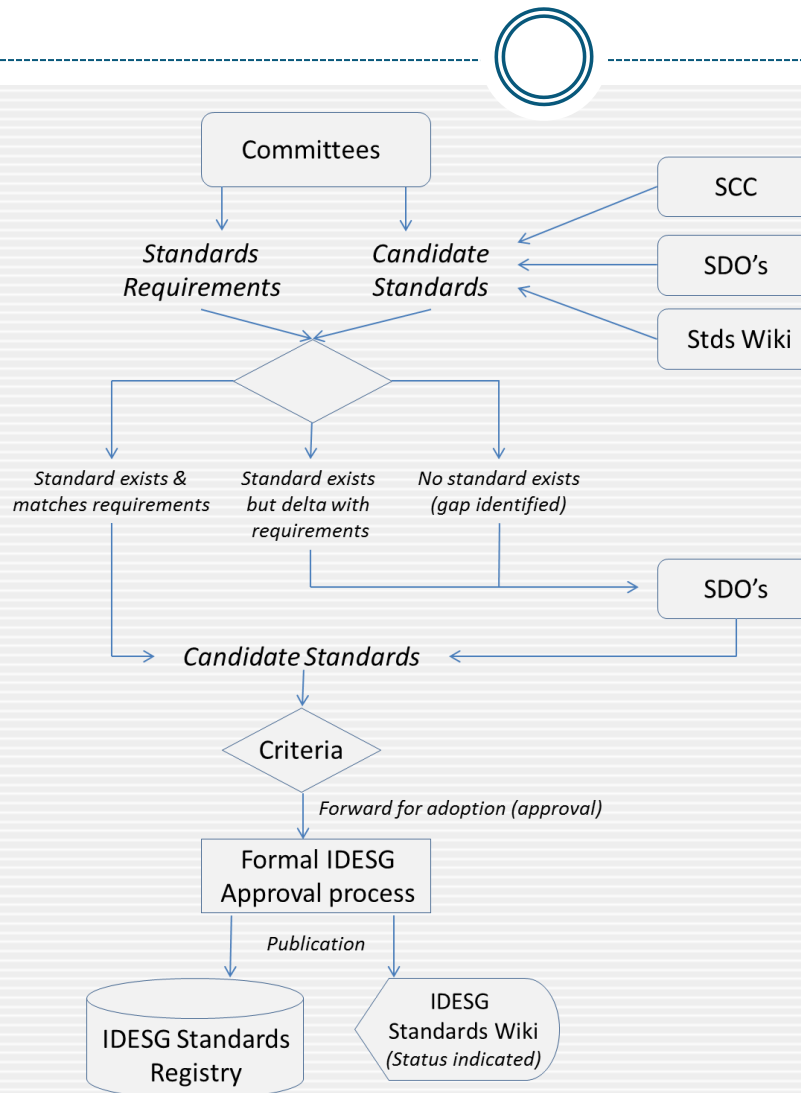 Committees
SCC
Standards
Requirements
Candidate
Standards
SDO's
Stds Wiki
Standard exists &
matches requirements
Standard exists
but delta with
requirements
No standard exists
(gap identified)
SDO's
Candidate Standards
Criteria
Forward for adoption (approval)
Formal IDESG
Approval process
Publication
IDESG Standards
Registry
IDESG
Standards Wiki
(Status indicated)